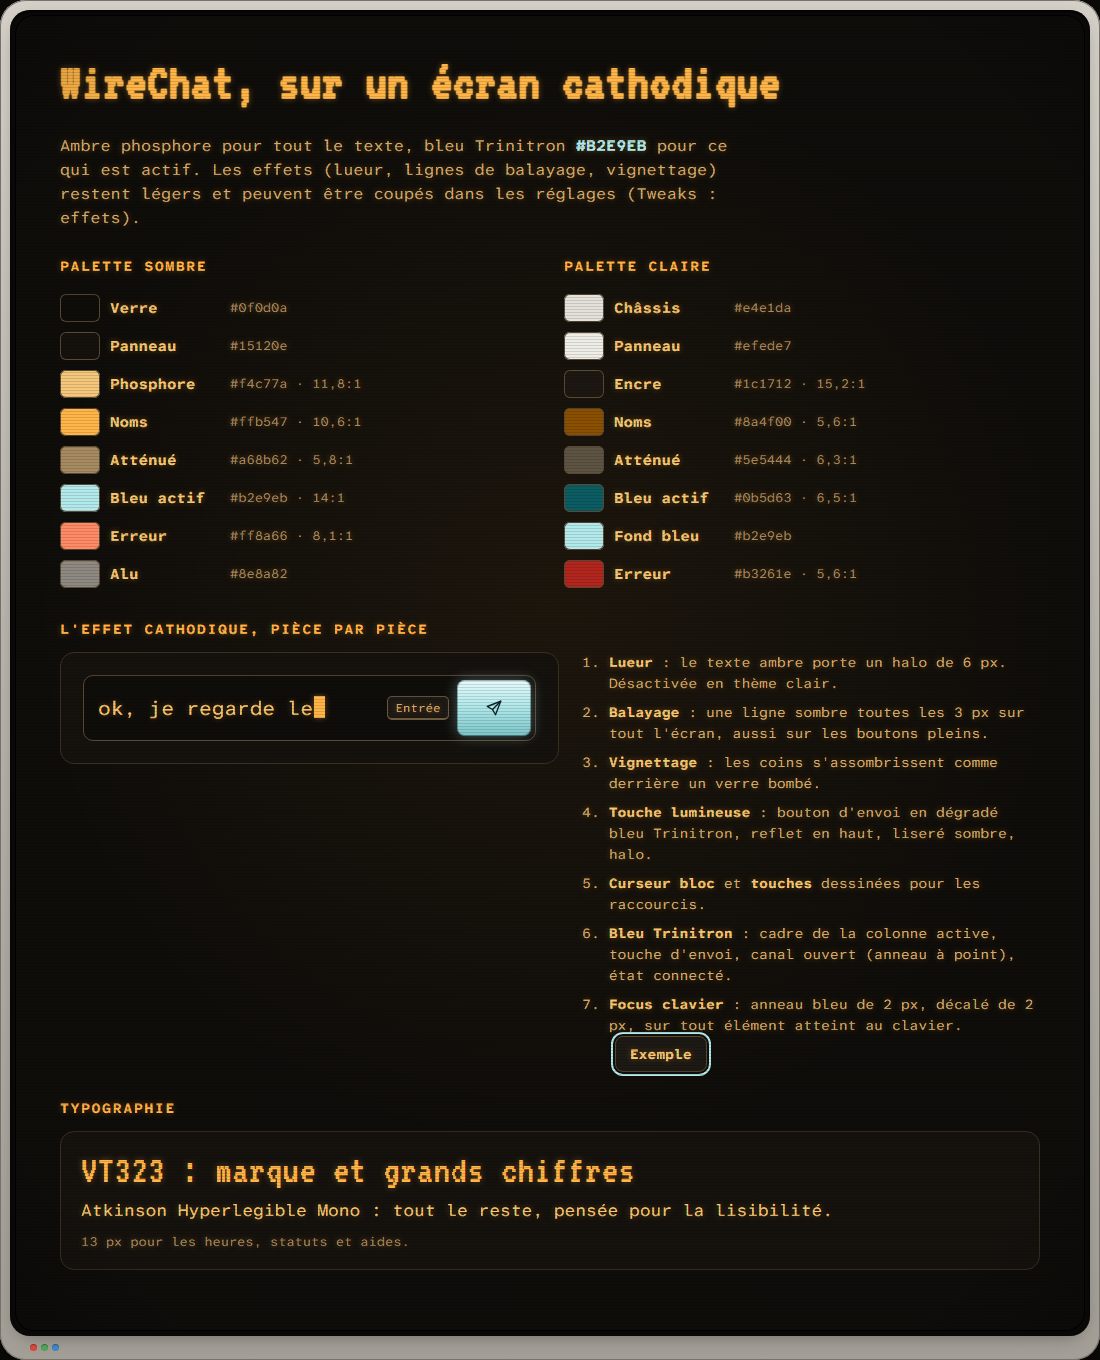 WireChat, sur un écran cathodique
Ambre phosphore pour tout le texte, bleu Trinitron #B2E9EB pour ce
qui est actif. Les effets (lueur, lignes de balayage, vignettage)
restent légers et peuvent être coupés dans les réglages (Tweaks :
effets).
PALETTE SOMBRE
Verre #0f0d0a
Panneau #15120e
Phosphore #f4c77a · 11,8:1
Noms #ffb547 · 10,6:1
Atténué #a68b62 · 5,8:1
Bleu actif #b2e9eb · 14:1
Erreur #ff8a66 · 8,1:1
Alu #8e8a82
PALETTE CLAIRE
Châssis #e4e1da
Panneau #efede7
Encre #1c1712 · 15,2:1
Noms #8a4f00 · 5,6:1
Atténué #5e5444 · 6,3:1
Bleu actif #0b5d63 · 6,5:1
Fond bleu #b2e9eb
Erreur #b3261e · 5,6:1
L'EFFET CATHODIQUE, PIÈCE PAR PIÈCE
ok, je regarde le
Entrée
1. Lueur : le texte ambre porte un halo de 6 px.
Désactivée en thème clair.
2. Balayage : une ligne sombre toutes les 3 px sur
tout l'écran, aussi sur les boutons pleins.
3. Vignettage : les coins s'assombrissent comme
derrière un verre bombé.
4. Touche lumineuse : bouton d'envoi en dégradé
bleu Trinitron, reflet en haut, liseré sombre,
halo.
5. Curseur bloc et touches dessinées pour les
raccourcis.
6. Bleu Trinitron : cadre de la colonne active,
touche d'envoi, canal ouvert (anneau à point),
état connecté.
7. Focus clavier : anneau bleu de 2 px, décalé de 2
px, sur tout élément atteint au clavier.
Exemple
TYPOGRAPHIE
VT323 : marque et grands chiffres
Atkinson Hyperlegible Mono : tout le reste, pensée pour la lisibilité.
13 px pour les heures, statuts et aides.